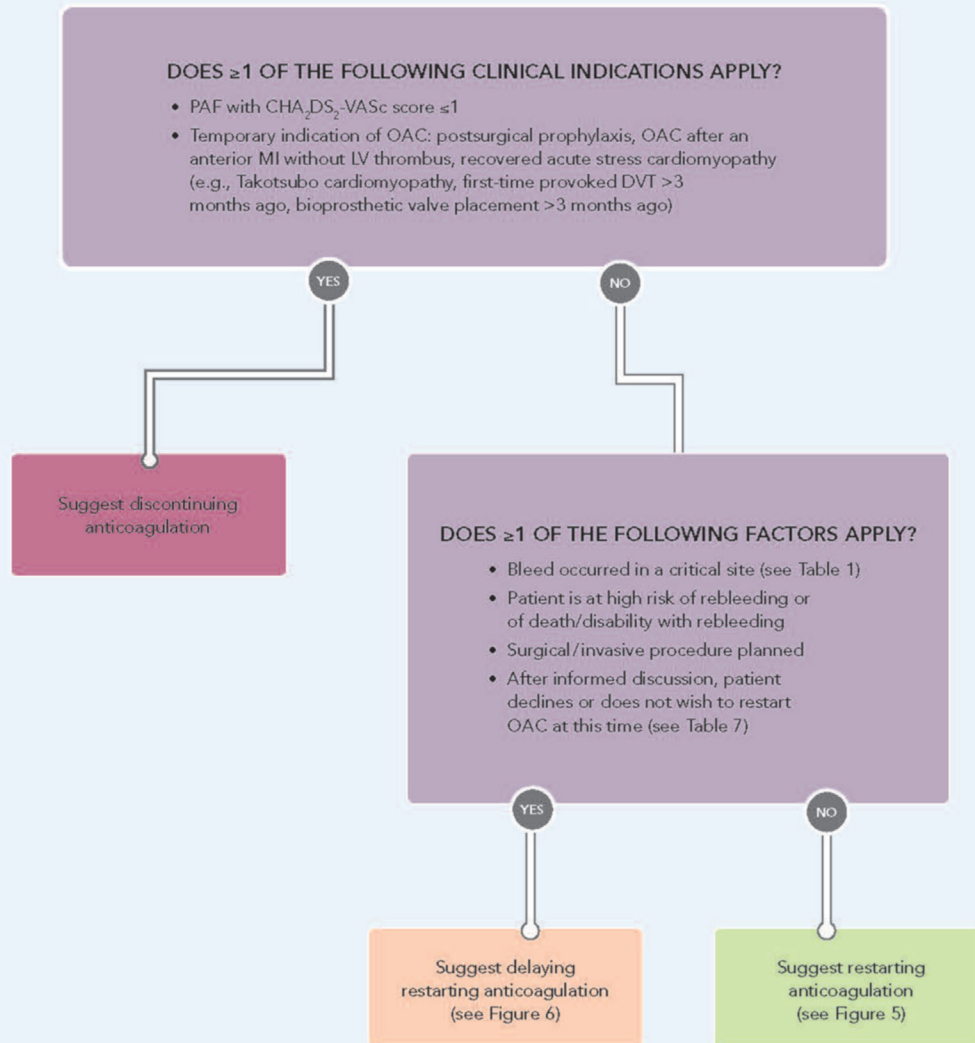 DOES ≥1 OF THE FOLLOWING CLINICAL INDICATIONS APPLY?
• PAF with CHA₂DS₂-VASc score ≤1
• Temporary indication of OAC: postsurgical prophylaxis, OAC after an
anterior MI without LV thrombus, recovered acute stress cardiomyopathy
(e.g., Takotsubo cardiomyopathy, first-time provoked DVT >3
months ago, bioprosthetic valve placement >3 months ago)
YES
NO
Suggest discontinuing
anticoagulation
DOES ≥1 OF THE FOLLOWING FACTORS APPLY?
• Bleed occurred in a critical site (see Table 1)
• Patient is at high risk of rebleeding or
of death/disability with rebleeding
• Surgical/invasive procedure planned
• After informed discussion, patient
declines or does not wish to restart
OAC at this time (see Table 7)
YES
NO
Suggest delaying
restarting anticoagulation
(see Figure 6)
Suggest restarting
anticoagulation
(see Figure 5)